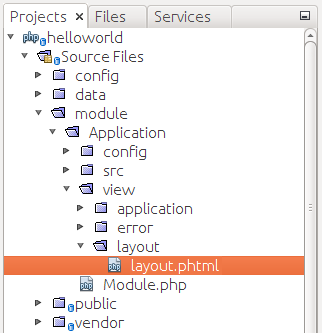 Projects Files Services
php helloworld
Source Files
config
data
module
Application
config
src
view
application
error
layout
layout.phtml
Module.php
public
vendor